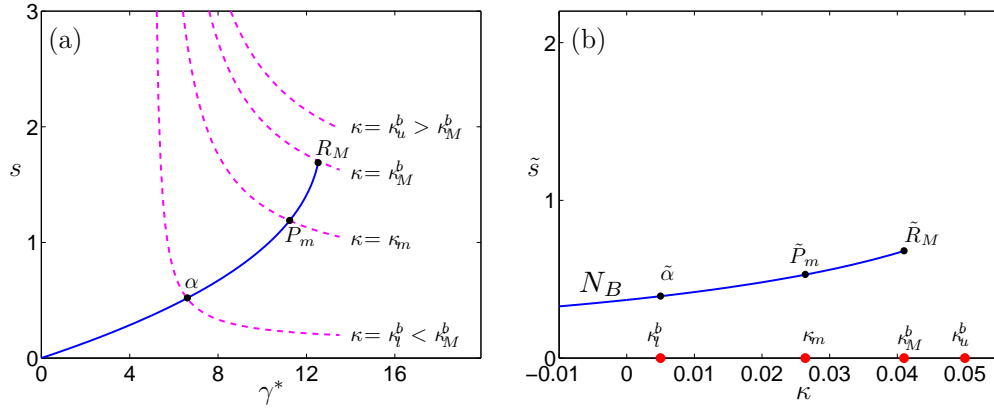 (a)
3
2
1
0
s
0 4 8 12 16
γ*
κ= κ_u^b > κ_M^b
R_M
κ= κ_M^b
P_m
κ= κ_m
α
κ= κ_l^b < κ_M^b
(b)
2
1
0
s̃
N_B
α̃
P̃_m
R̃_M
κ_l^b κ_m κ_M^b κ_u^b
-0.01 0 0.01 0.02 0.03 0.04 0.05
κ